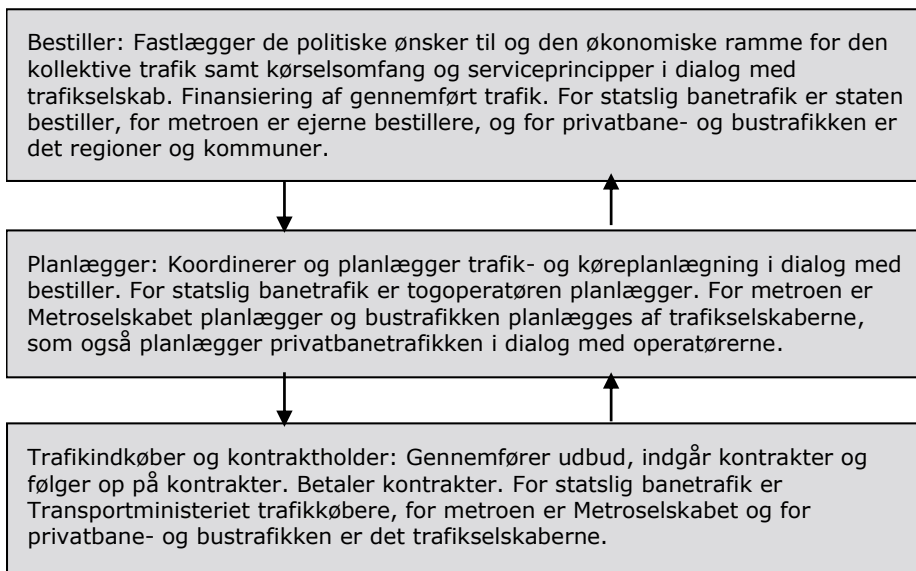 Bestiller: Fastlægger de politiske ønsker til og den økonomiske ramme for den
kollektive trafik samt kørselsomfang og serviceprincipper i dialog med
trafikselskab. Finansiering af gennemført trafik. For statslig banetrafik er staten
bestiller, for metroen er ejerne bestillere, og for privatbane- og bustrafikken er
det regioner og kommuner.
Planlægger: Koordinerer og planlægger trafik- og køreplanlægning i dialog med
bestiller. For statslig banetrafik er togoperatøren planlægger. For metroen er
Metroselskabet planlægger og bustrafikken planlægges af trafikselskaberne,
som også planlægger privatbanetrafikken i dialog med operatørerne.
Trafikindkøber og kontraktholder: Gennemfører udbud, indgår kontrakter og
følger op på kontrakter. Betaler kontrakter. For statslig banetrafik er
Transportministeriet trafikkøbere, for metroen er Metroselskabet og for
privatbane- og bustrafikken er det trafikselskaberne.